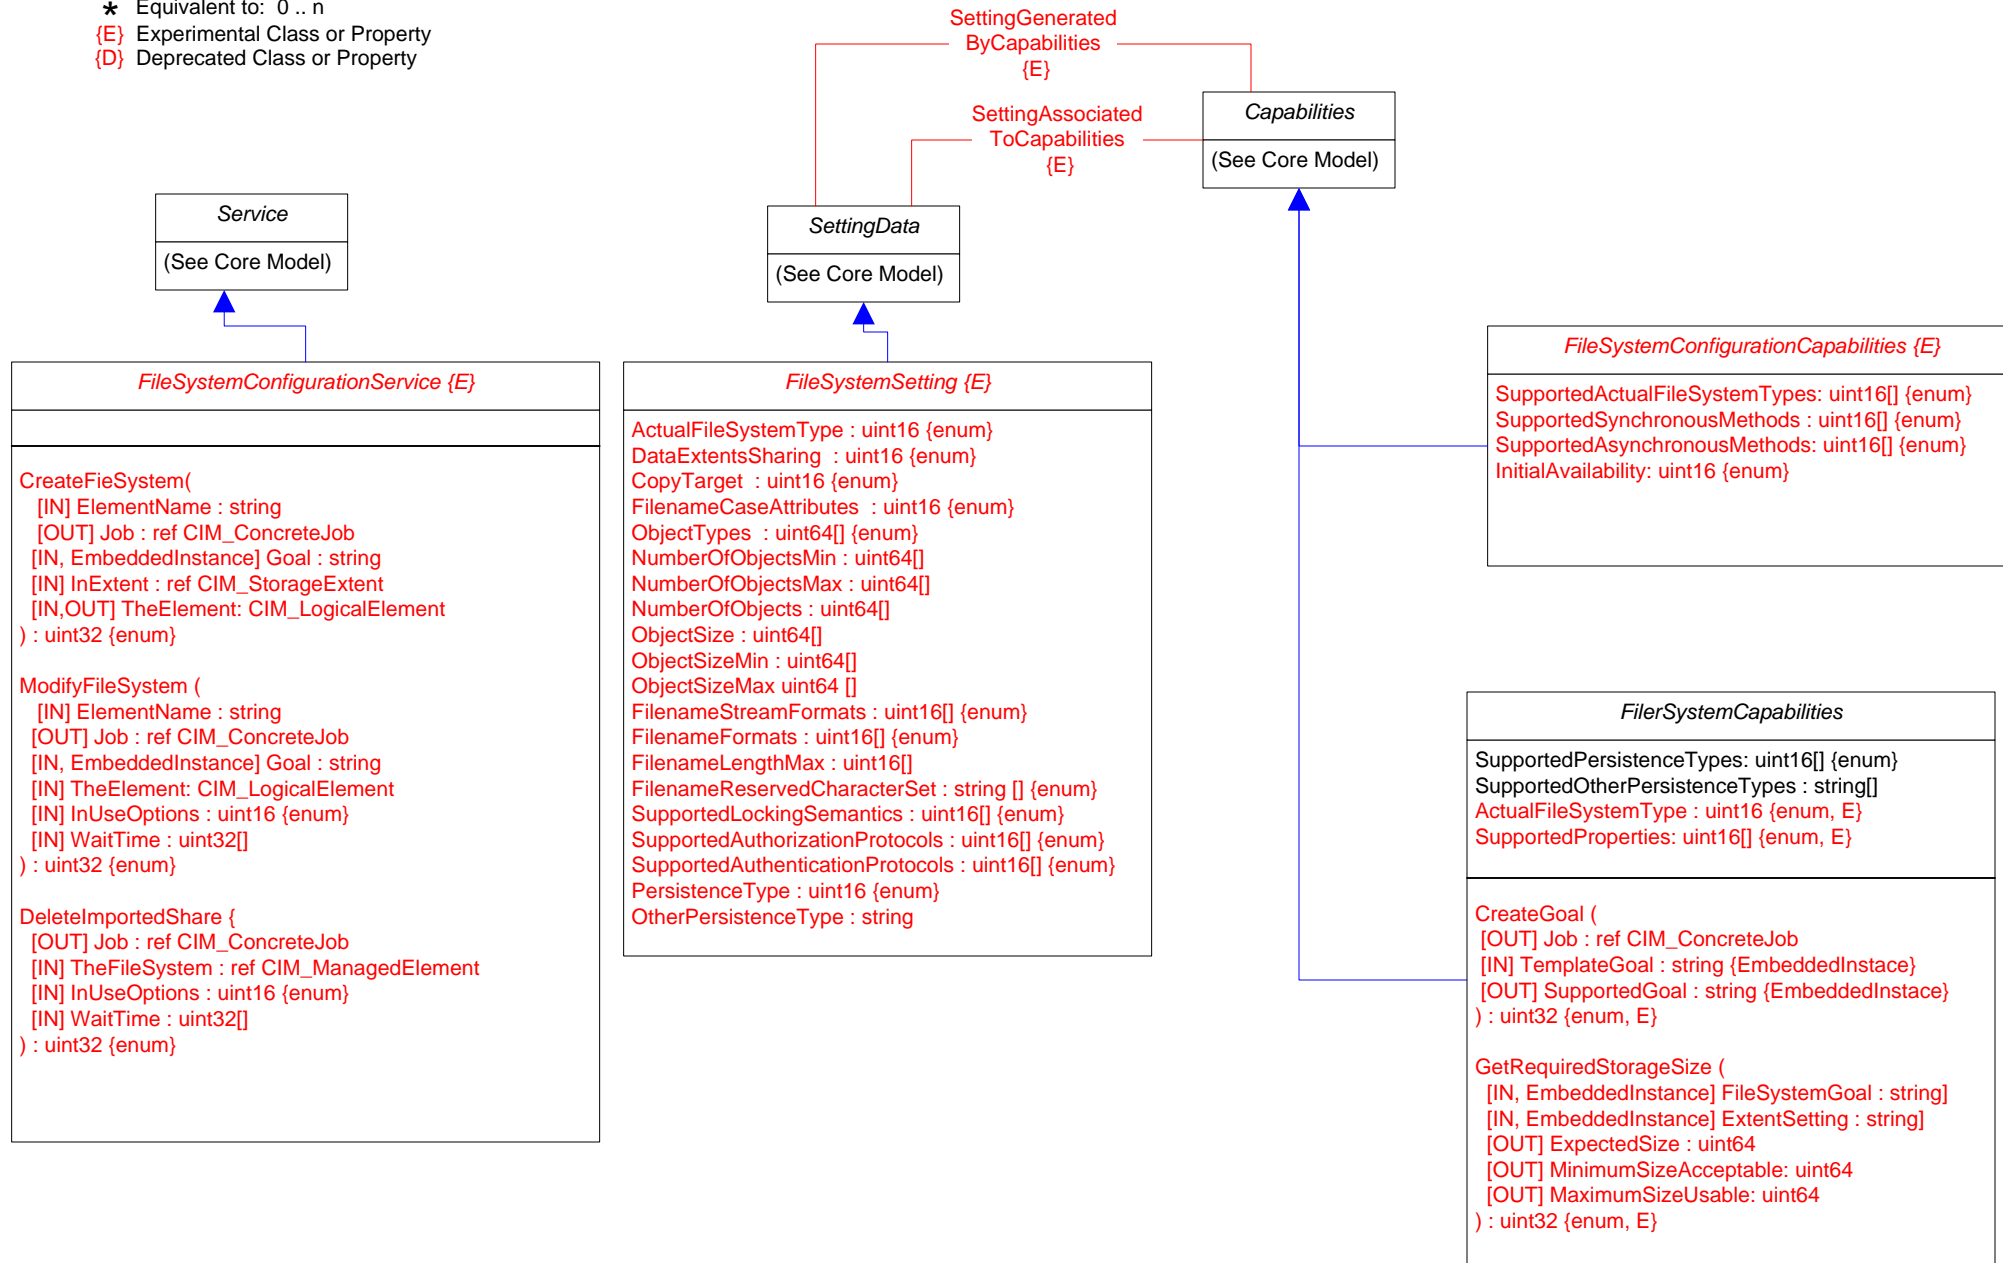 * Equivalent to: 0 .. n
{E} Experimental Class or Property
{D} Deprecated Class or Property
SettingGenerated
ByCapabilities
{E}
SettingAssociated
ToCapabilities
{E}
Capabilities
(See Core Model)
Service
(See Core Model)
SettingData
(See Core Model)
FileSystemConfigurationService {E}
CreateFieSystem(
[IN] ElementName : string
[OUT] Job : ref CIM_ConcreteJob
[IN, EmbeddedInstance] Goal : string
[IN] InExtent : ref CIM_StorageExtent
[IN,OUT] TheElement: CIM_LogicalElement
) : uint32 {enum}
ModifyFileSystem (
[IN] ElementName : string
[OUT] Job : ref CIM_ConcreteJob
[IN, EmbeddedInstance] Goal : string
[IN] TheElement: CIM_LogicalElement
[IN] InUseOptions : uint16 {enum}
[IN] WaitTime : uint32[]
) : uint32 {enum}
DeleteImportedShare {
[OUT] Job : ref CIM_ConcreteJob
[IN] TheFileSystem : ref CIM_ManagedElement
[IN] InUseOptions : uint16 {enum}
[IN] WaitTime : uint32[]
) : uint32 {enum}
FileSystemSetting {E}
ActualFileSystemType : uint16 {enum}
DataExtentsSharing : uint16 {enum}
CopyTarget : uint16 {enum}
FilenameCaseAttributes : uint16 {enum}
ObjectTypes : uint64[] {enum}
NumberOfObjectsMin : uint64[]
NumberOfObjectsMax : uint64[]
NumberOfObjects : uint64[]
ObjectSize : uint64[]
ObjectSizeMin : uint64[]
ObjectSizeMax uint64 []
FilenameStreamFormats : uint16[] {enum}
FilenameFormats : uint16[] {enum}
FilenameLengthMax : uint16[]
FilenameReservedCharacterSet : string [] {enum}
SupportedLockingSemantics : uint16[] {enum}
SupportedAuthorizationProtocols : uint16[] {enum}
SupportedAuthenticationProtocols : uint16[] {enum}
PersistenceType : uint16 {enum}
OtherPersistenceType : string
FileSystemConfigurationCapabilities {E}
SupportedActualFileSystemTypes: uint16[] {enum}
SupportedSynchronousMethods : uint16[] {enum}
SupportedAsynchronousMethods: uint16[] {enum}
InitialAvailability: uint16 {enum}
FilerSystemCapabilities
SupportedPersistenceTypes: uint16[] {enum}
SupportedOtherPersistenceTypes : string[]
ActualFileSystemType : uint16 {enum, E}
SupportedProperties: uint16[] {enum, E}
CreateGoal (
[OUT] Job : ref CIM_ConcreteJob
[IN] TemplateGoal : string {EmbeddedInstace}
[OUT] SupportedGoal : string {EmbeddedInstace}
) : uint32 {enum, E}
GetRequiredStorageSize (
[IN, EmbeddedInstance] FileSystemGoal : string]
[IN, EmbeddedInstance] ExtentSetting : string]
[OUT] ExpectedSize : uint64
[OUT] MinimumSizeAcceptable: uint64
[OUT] MaximumSizeUsable: uint64
) : uint32 {enum, E}